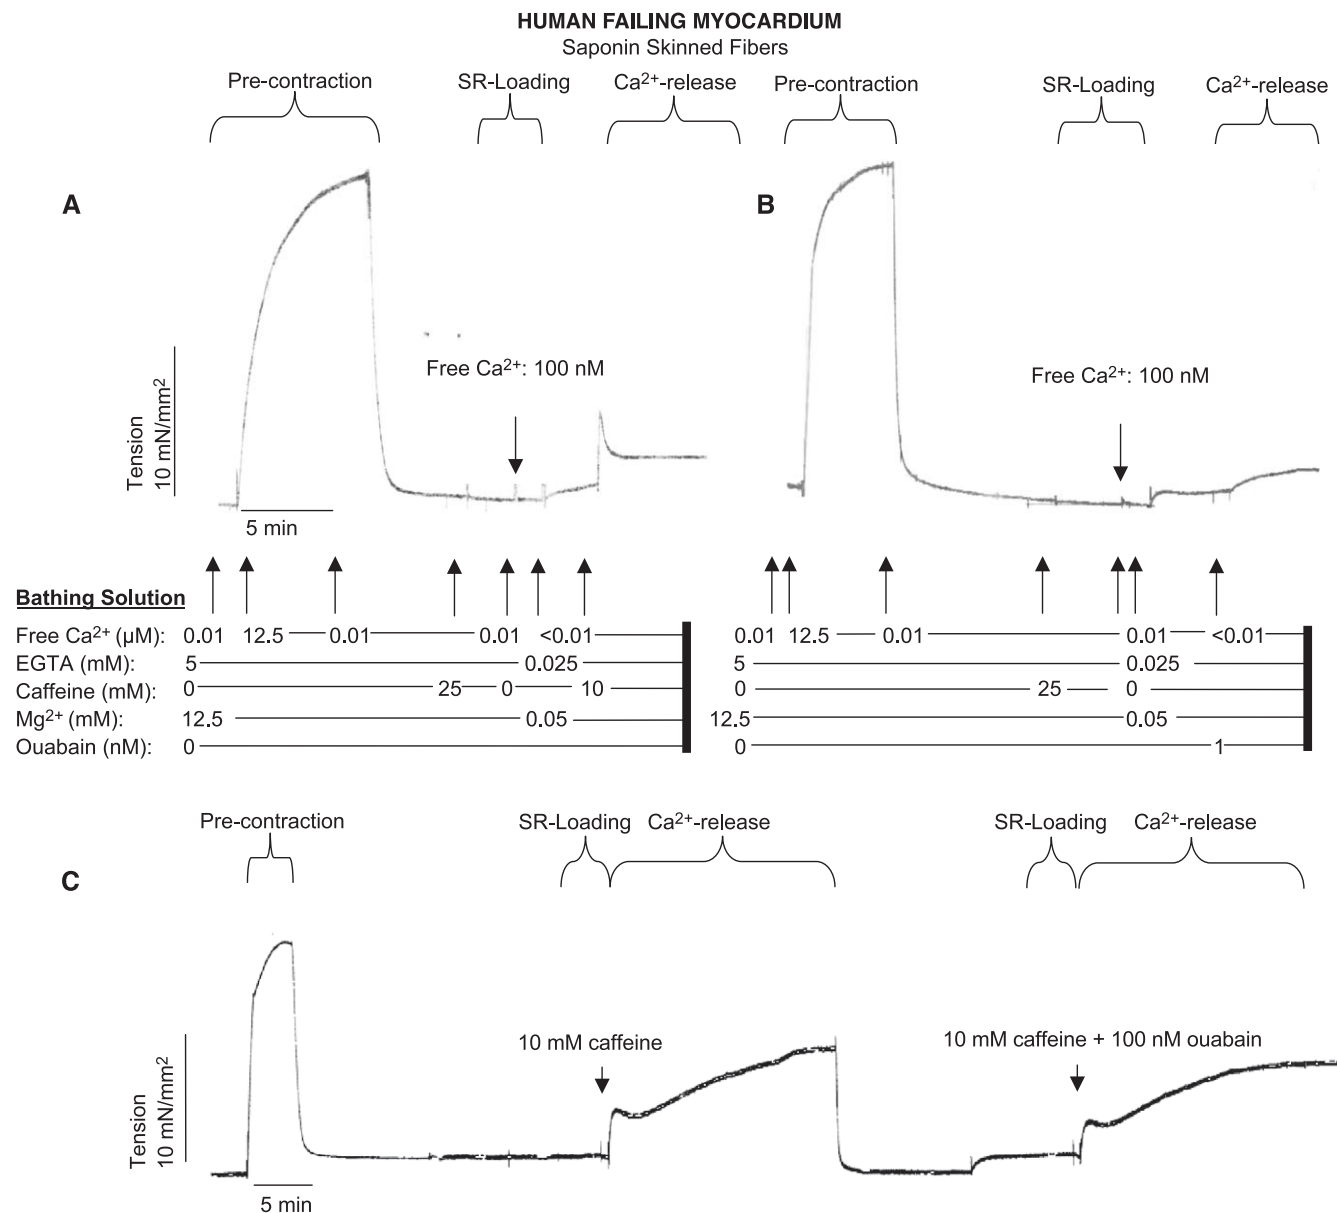 HUMAN FAILING MYOCARDIUM
Saponin Skinned Fibers
Pre-contraction SR-Loading Ca²⁺-release Pre-contraction SR-Loading Ca²⁺-release
A
B
Free Ca²⁺: 100 nM
Free Ca²⁺: 100 nM
Tension
10 mN/mm²
5 min
Bathing Solution
Free Ca²⁺ (µM): 0.01 12.5 0.01 0.01 <0.01 0.01 12.5 0.01 0.01 <0.01
EGTA (mM): 5 0.025 5 0.025
Caffeine (mM): 0 25 0 10 0 25 0
Mg²⁺ (mM): 12.5 0.05 12.5 0.05
Ouabain (nM): 0 0 1
Pre-contraction SR-Loading Ca²⁺-release SR-Loading Ca²⁺-release
C
10 mM caffeine 10 mM caffeine + 100 nM ouabain
Tension
10 mN/mm²
5 min